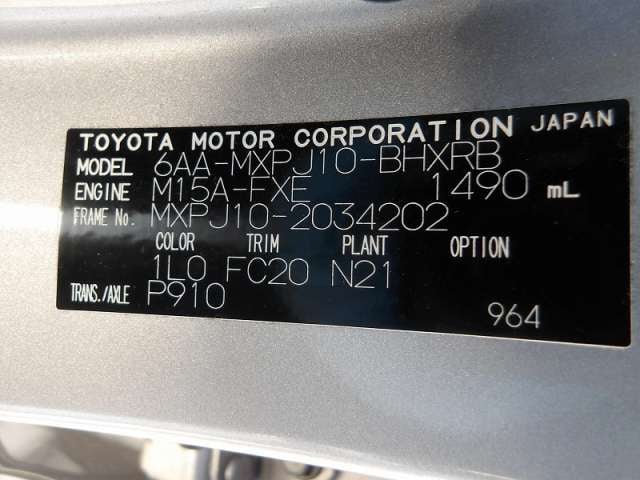 TOYOTA MOTOR CORPORATION JAPAN
MODEL 6AA-MXPJ10-BHXRB
ENGINE M15A-FXE 1490 mL
FRAME No. MXPJ10-2034202
COLOR TRIM PLANT OPTION
1L0 FC20 N21
TRANS./AXLE P910
964